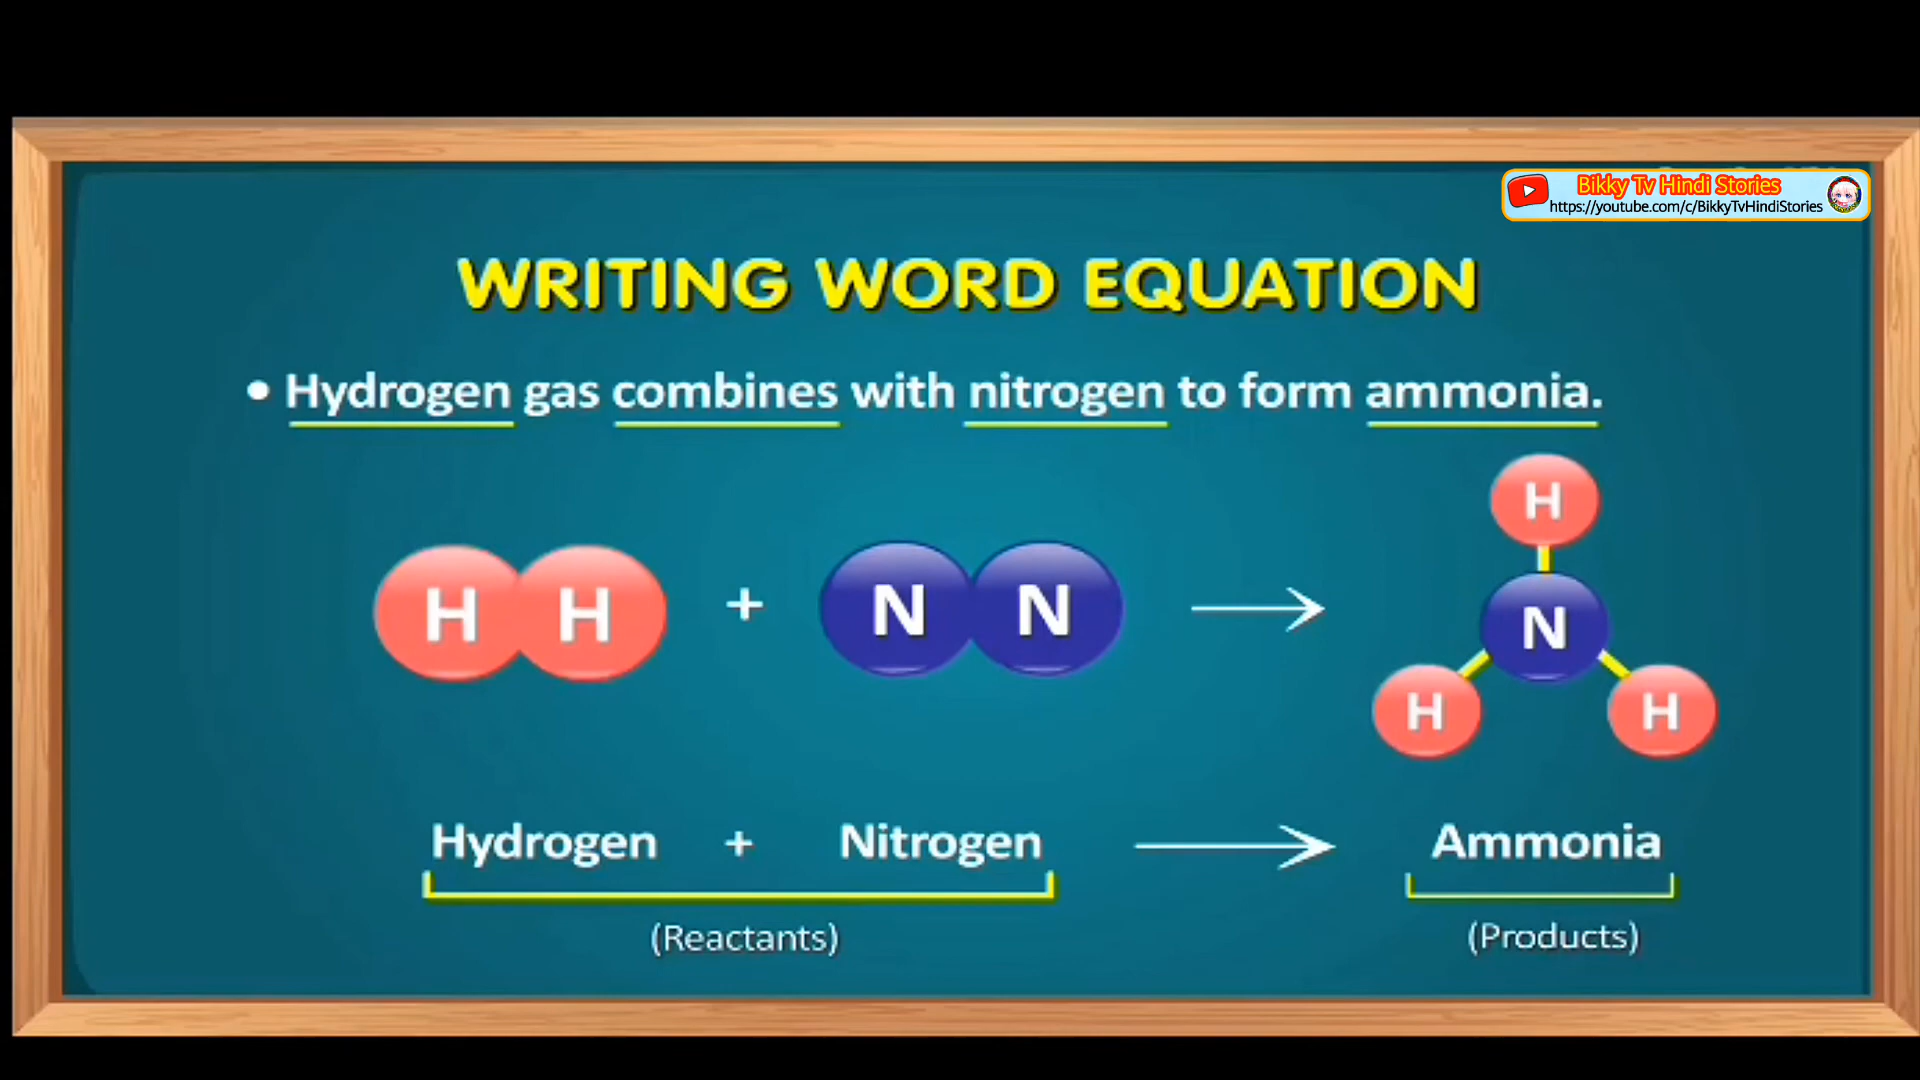 Bikky Tv Hindi Stories
https://youtube.com/c/BikkyTvHindiStories
WRITING WORD EQUATION
• Hydrogen gas combines with nitrogen to form ammonia.
H
H H + N N → N
H H
Hydrogen + Nitrogen → Ammonia
(Reactants) (Products)